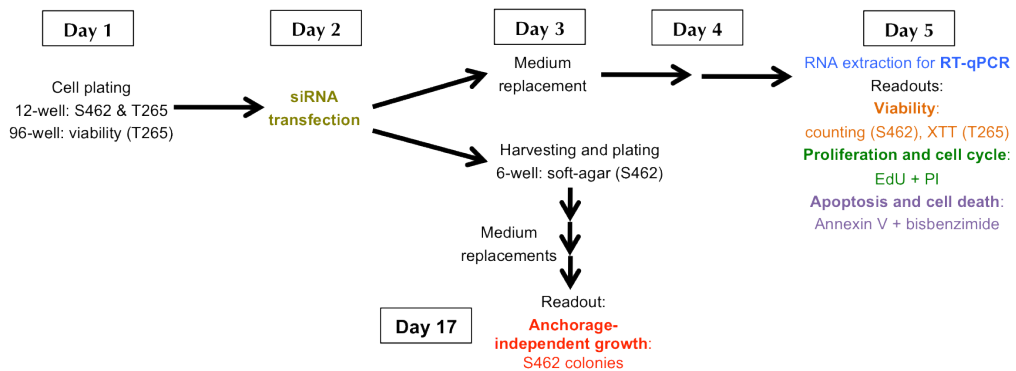 Day 1
Day 2
Day 3
Day 4
Day 5
Cell plating
12-well: S462 & T265
96-well: viability (T265)
siRNA
transfection
Medium
replacement
Harvesting and plating
6-well: soft-agar (S462)
Medium
replacements
Day 17
Readout:
Anchorage-
independent growth:
S462 colonies
RNA extraction for RT-qPCR
Readouts:
Viability:
counting (S462), XTT (T265)
Proliferation and cell cycle:
EdU + PI
Apoptosis and cell death:
Annexin V + bisbenzimide